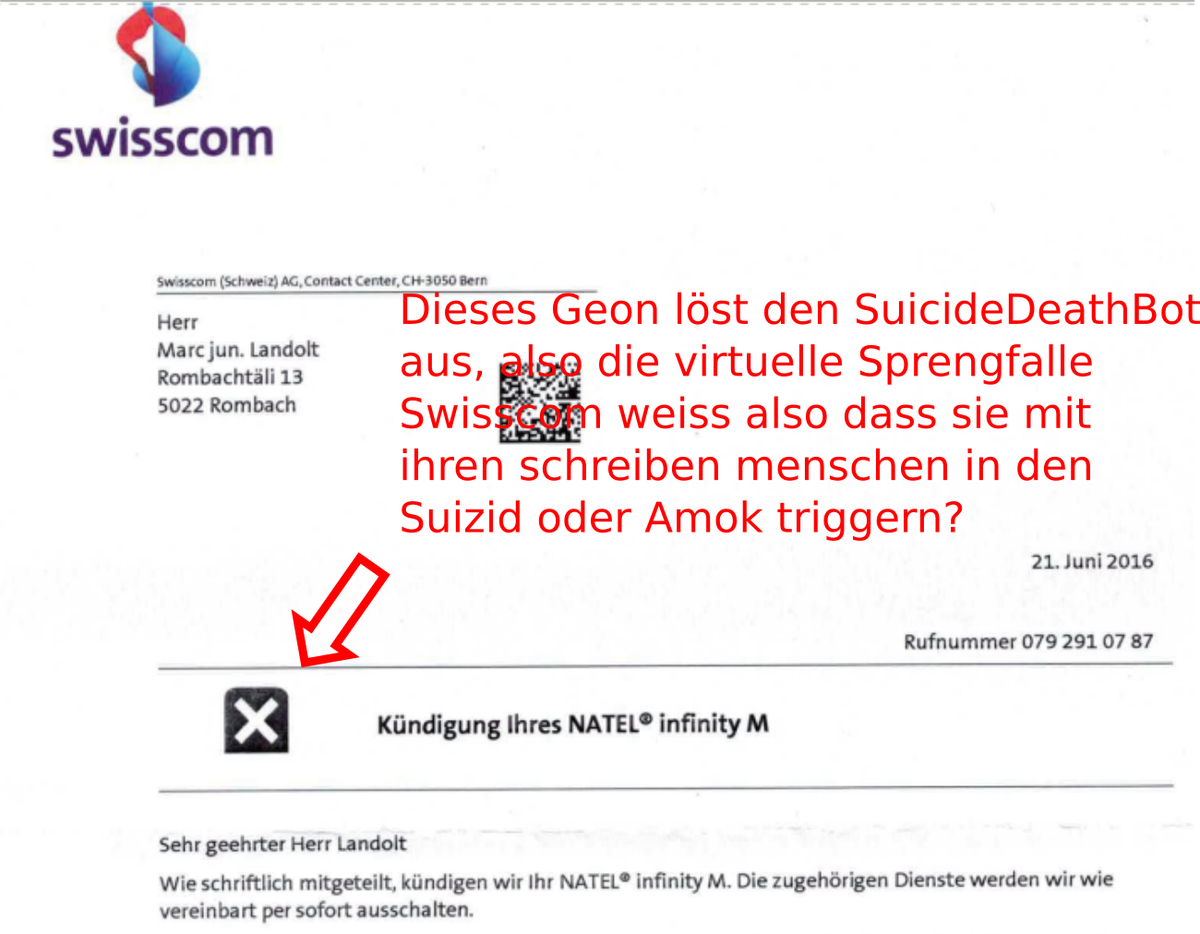 swisscom
Swisscom (Schweiz) AG, Contact Center, CH-3050 Bern
Herr
Marc jun. Landolt
Rombachtäli 13
5022 Rombach
Dieses Geon löst den SuicideDeathBot
aus, also die virtuelle Sprengfalle
Swisscom weiss also dass sie mit
ihren schreiben menschen in den
Suizid oder Amok triggern?
21. Juni 2016
Rufnummer 079 291 07 87
Kündigung Ihres NATEL® infinity M
Sehr geehrter Herr Landolt
Wie schriftlich mitgeteilt, kündigen wir Ihr NATEL® infinity M. Die zugehörigen Dienste werden wir wie
vereinbart per sofort ausschalten.